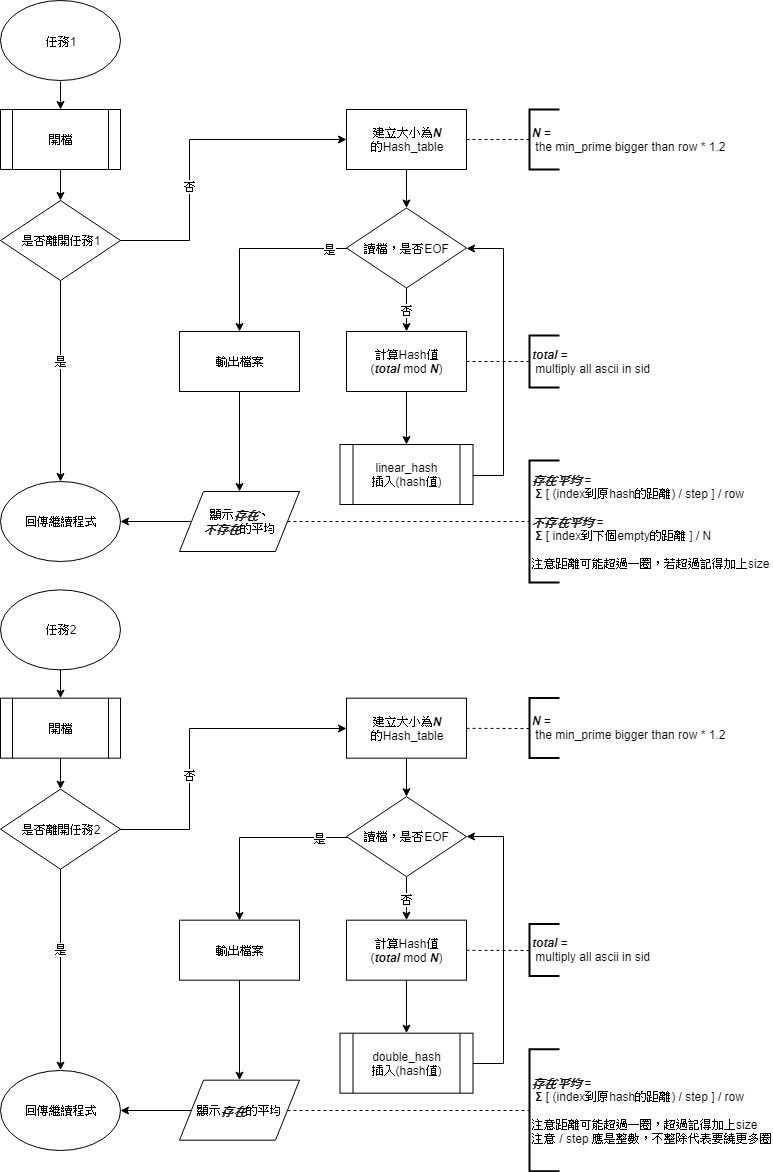 任務1
開檔
是否離開任務1
否
是
回傳繼續程式
建立大小為N
的Hash_table
N =
the min_prime bigger than row * 1.2
讀檔，是否EOF
是
否
輸出檔案
計算Hash值
(total mod N)
total =
multiply all ascii in sid
linear_hash
插入(hash值)
顯示存在、
不存在的平均
存在平均 =
Σ [ (index到原hash的距離) / step ] / row
不存在平均 =
Σ [ index到下個empty的距離 ] / N
注意距離可能超過一圈，若超過記得加上size
任務2
開檔
是否離開任務2
否
是
回傳繼續程式
建立大小為N
的Hash_table
N =
the min_prime bigger than row * 1.2
讀檔，是否EOF
是
否
輸出檔案
計算Hash值
(total mod N)
total =
multiply all ascii in sid
double_hash
插入(hash值)
顯示存在的平均
存在平均 =
Σ [ (index到原hash的距離) / step ] / row
注意距離可能超過一圈，超過記得加上size
注意 / step 應是整數，不整除代表要繞更多圈